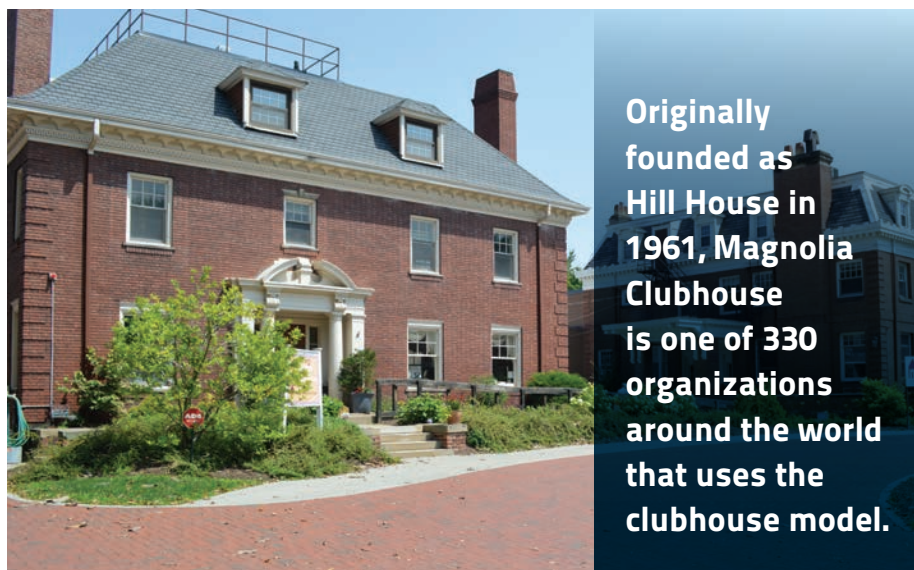 Originally
founded as
Hill House in
1961, Magnolia
Clubhouse
is one of 330
organizations
around the world
that uses the
clubhouse model.